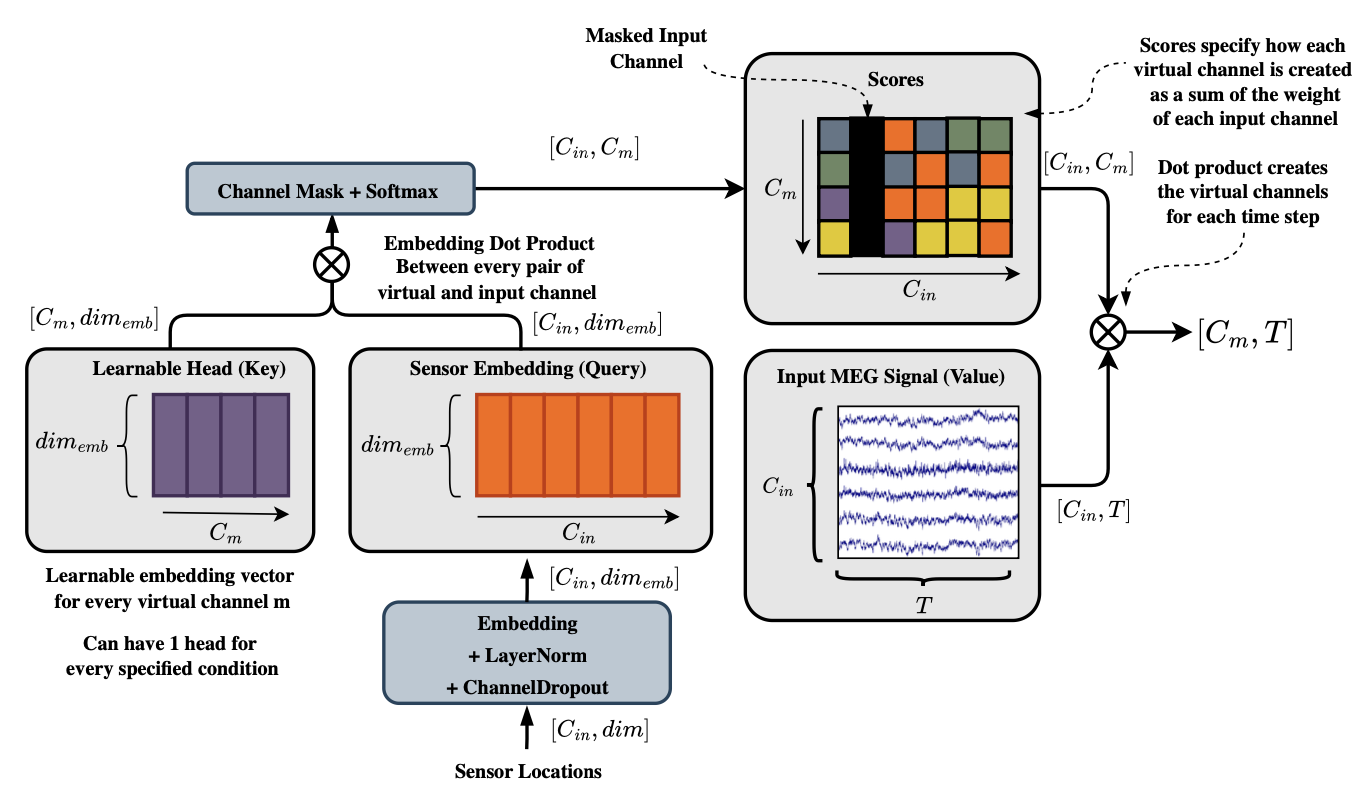 Masked Input
Channel
Scores
Scores specify how each
virtual channel is created
as a sum of the weight
of each input channel
[C_{in}, C_m]
[C_{in}, C_m]
Channel Mask + Softmax
C_m
C_{in}
Dot product creates
the virtual channels
for each time step
Embedding Dot Product
Between every pair of
virtual and input channel
[C_m, dim_{emb}]
[C_{in}, dim_{emb}]
[C_m, T]
Learnable Head (Key)
dim_{emb}
C_m
Sensor Embedding (Query)
dim_{emb}
C_{in}
Input MEG Signal (Value)
C_{in}
T
[C_{in}, T]
Learnable embedding vector
for every virtual channel m
Can have 1 head for
every specified condition
[C_{in}, dim_{emb}]
Embedding
+ LayerNorm
+ ChannelDropout
[C_{in}, dim]
Sensor Locations